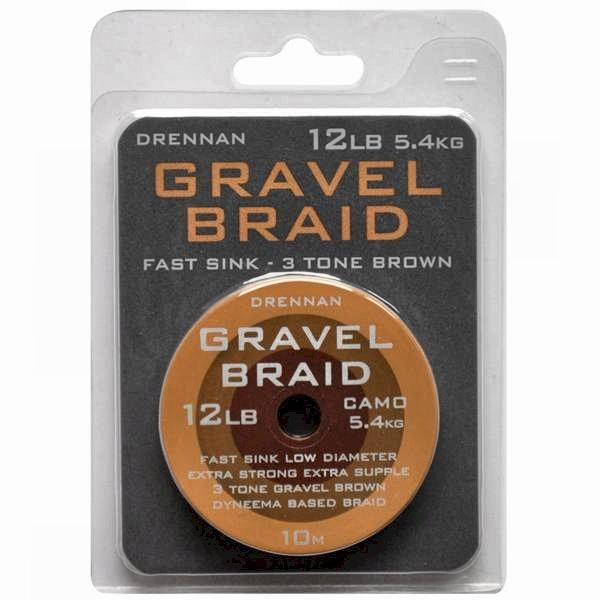 DRENNAN 12LB 5.4KG
GRAVEL
BRAID
FAST SINK - 3 TONE BROWN
DRENNAN
GRAVEL
BRAID
12LB CAMO
5.4KG
FAST SINK LOW DIAMETER
EXTRA STRONG EXTRA SUPPLE
3 TONE GRAVEL BROWN
DYNEEMA BASED BRAID
10M